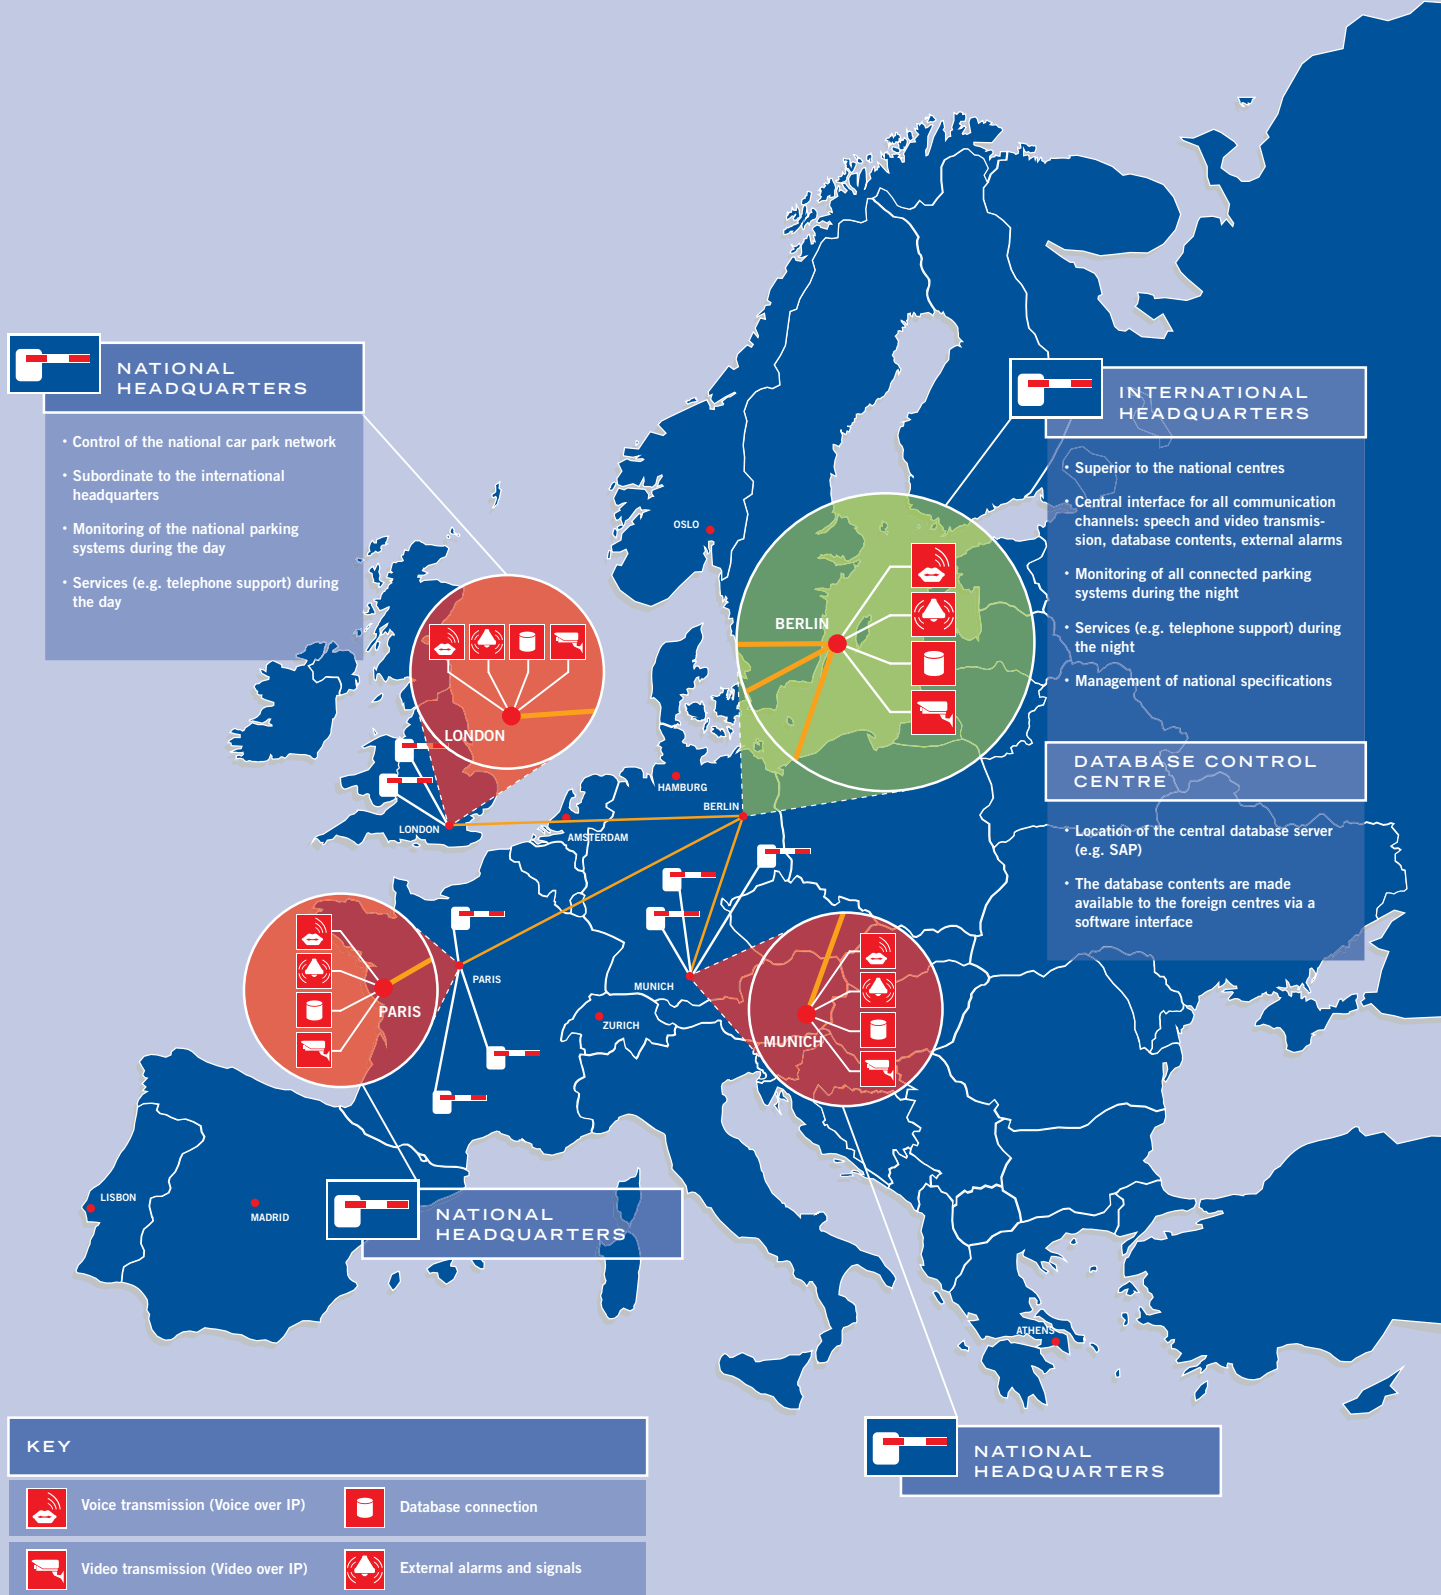 NATIONAL
HEADQUARTERS
• Control of the national car park network
• Subordinate to the international
headquarters
• Monitoring of the national parking
systems during the day
• Services (e.g. telephone support) during
the day
INTERNATIONAL
HEADQUARTERS
• Superior to the national centres
• Central interface for all communication
channels: speech and video transmis-
sion, database contents, external alarms
• Monitoring of all connected parking
systems during the night
• Services (e.g. telephone support) during
the night
• Management of national specifications
DATABASE CONTROL
CENTRE
• Location of the central database server
(e.g. SAP)
• The database contents are made
available to the foreign centres via a
software interface
OSLO
BERLIN
LONDON
HAMBURG
BERLIN
LONDON
AMSTERDAM
PARIS
PARIS
MUNICH
ZURICH
MUNICH
LISBON
MADRID
NATIONAL
HEADQUARTERS
ATHENS
NATIONAL
HEADQUARTERS
KEY
Voice transmission (Voice over IP)
Database connection
Video transmission (Video over IP)
External alarms and signals